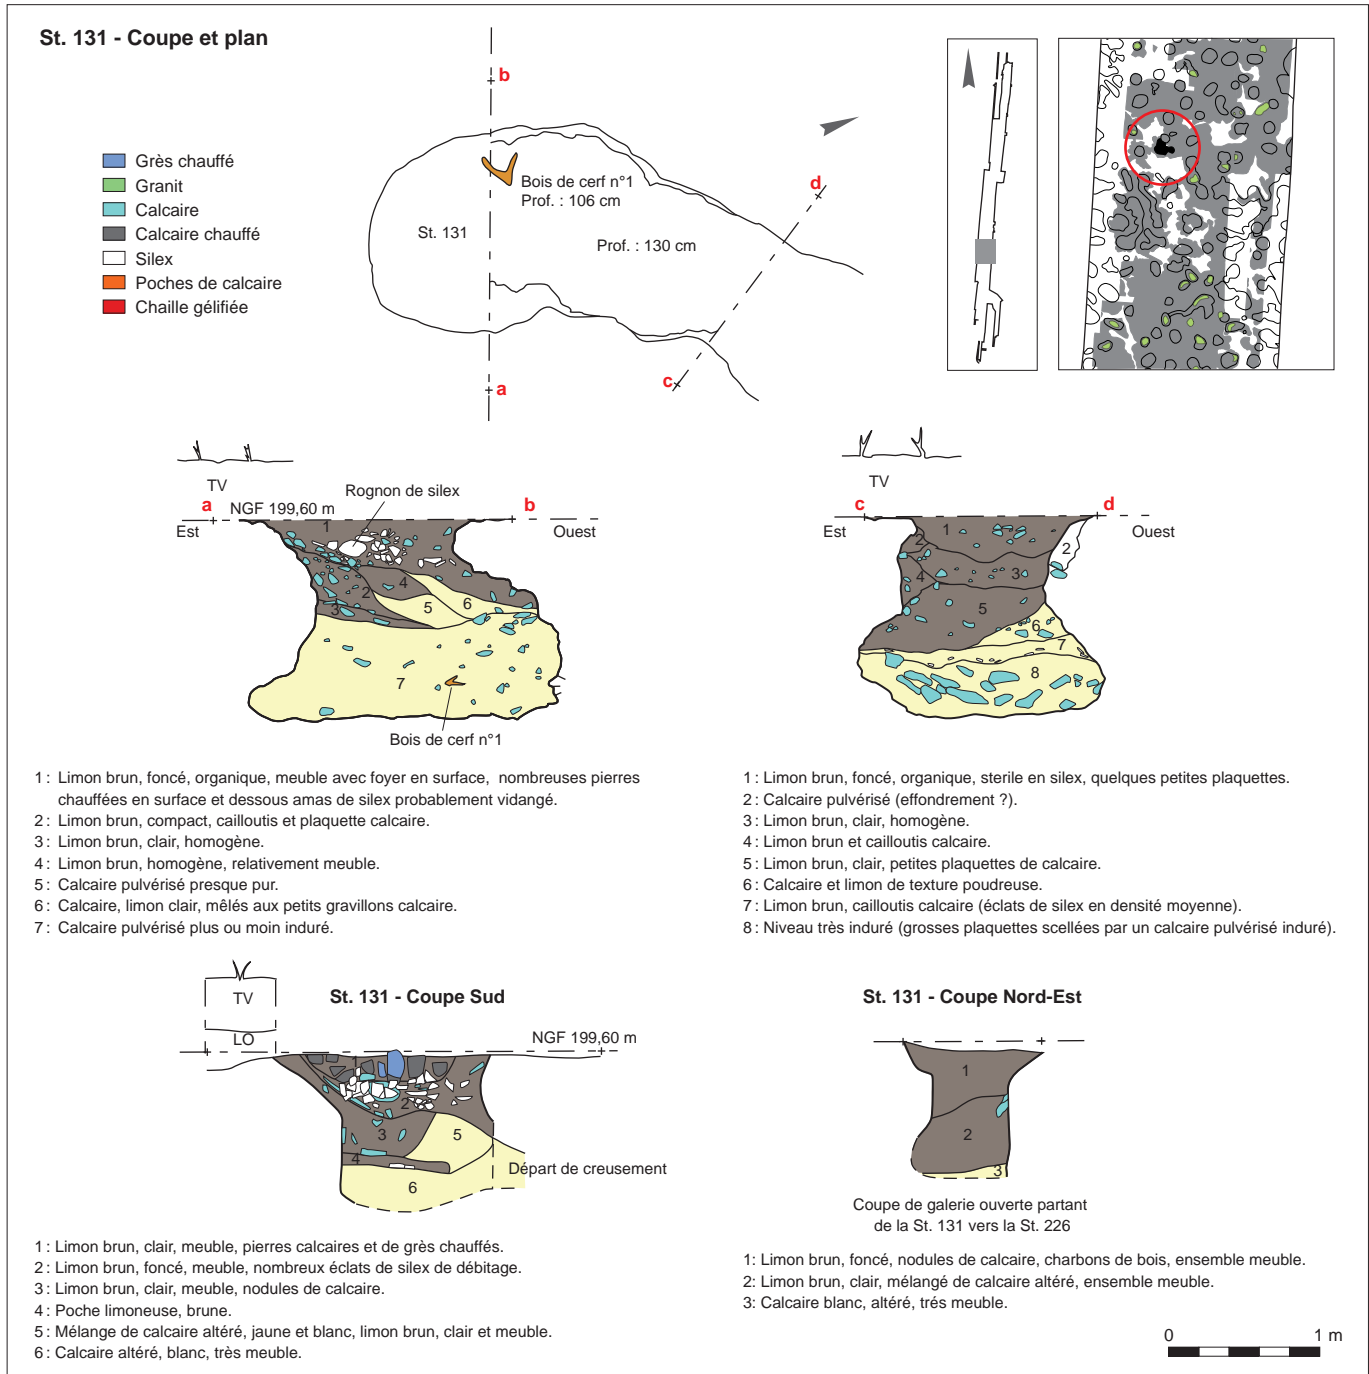 St. 131 - Coupe et plan
b
Grès chauffé
Granit
Calcaire
Calcaire chauffé
Silex
Poches de calcaire
Chaille gélifiée
Bois de cerf n°1
Prof. : 106 cm
d
St. 131
Prof. : 130 cm
c
a
TV
Rognon de silex
a
NGF 199,60 m
b
Est
Ouest
1
2
3
4
5
6
7
Bois de cerf n°1
TV
c
d
Est
Ouest
1
2
2
3
4
5
6
7
8
1 : Limon brun, foncé, organique, meuble avec foyer en surface, nombreuses pierres
chauffées en surface et dessous amas de silex probablement vidangé.
2 : Limon brun, compact, cailloutis et plaquette calcaire.
3 : Limon brun, clair, homogène.
4 : Limon brun, homogène, relativement meuble.
5 : Calcaire pulvérisé presque pur.
6 : Calcaire, limon clair, mêlés aux petits gravillons calcaire.
7 : Calcaire pulvérisé plus ou moin induré.
1 : Limon brun, foncé, organique, sterile en silex, quelques petites plaquettes.
2 : Calcaire pulvérisé (effondrement ?).
3 : Limon brun, clair, homogène.
4 : Limon brun et cailloutis calcaire.
5 : Limon brun, clair, petites plaquettes de calcaire.
6 : Calcaire et limon de texture poudreuse.
7 : Limon brun, cailloutis calcaire (éclats de silex en densité moyenne).
8 : Niveau très induré (grosses plaquettes scellées par un calcaire pulvérisé induré).
St. 131 - Coupe Sud
TV
LO
NGF 199,60 m
2
3
4
5
6
Départ de creusement
1 : Limon brun, clair, meuble, pierres calcaires et de grès chauffés.
2 : Limon brun, foncé, meuble, nombreux éclats de silex de débitage.
3 : Limon brun, clair, meuble, nodules de calcaire.
4 : Poche limoneuse, brune.
5 : Mélange de calcaire altéré, jaune et blanc, limon brun, clair et meuble.
6 : Calcaire altéré, blanc, très meuble.
St. 131 - Coupe Nord-Est
1
2
3
Coupe de galerie ouverte partant
de la St. 131 vers la St. 226
1: Limon brun, foncé, nodules de calcaire, charbons de bois, ensemble meuble.
2: Limon brun, clair, mélangé de calcaire altéré, ensemble meuble.
3: Calcaire blanc, altéré, trés meuble.
0
1 m